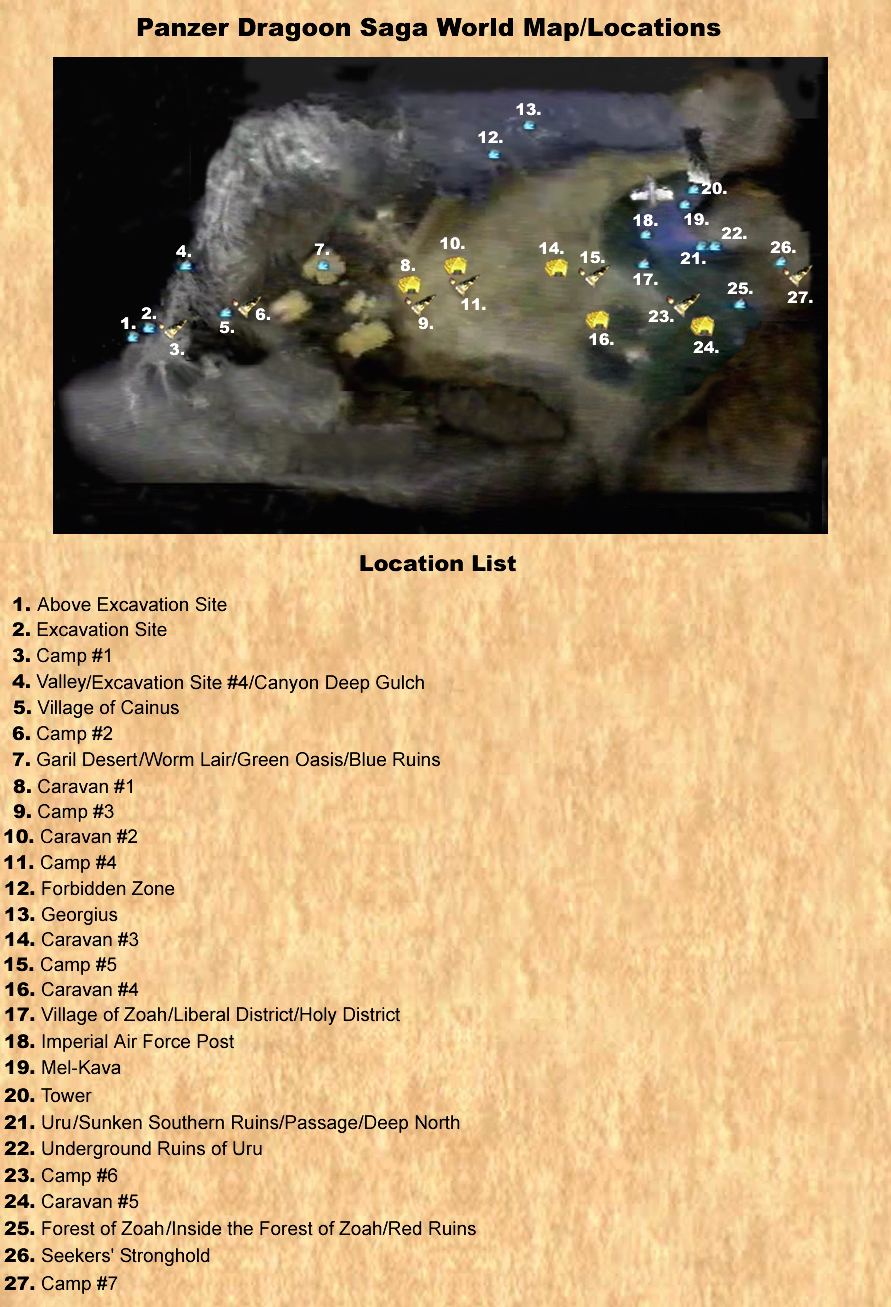 Panzer Dragoon Saga World Map/Locations
13.
12.
20.
18.
19.
22.
21.
4.
7.
10.
14.
15.
26.
8.
17.
27.
25.
1.
2.
5.
6.
11.
9.
23.
3.
16.
24.
Location List
1. Above Excavation Site
2. Excavation Site
3. Camp #1
4. Valley/Excavation Site #4/Canyon Deep Gulch
5. Village of Cainus
6. Camp #2
7. Garil Desert/Worm Lair/Green Oasis/Blue Ruins
8. Caravan #1
9. Camp #3
10. Caravan #2
11. Camp #4
12. Forbidden Zone
13. Georgius
14. Caravan #3
15. Camp #5
16. Caravan #4
17. Village of Zoah/Liberal District/Holy District
18. Imperial Air Force Post
19. Mel-Kava
20. Tower
21. Uru/Sunken Southern Ruins/Passage/Deep North
22. Underground Ruins of Uru
23. Camp #6
24. Caravan #5
25. Forest of Zoah/Inside the Forest of Zoah/Red Ruins
26. Seekers' Stronghold
27. Camp #7